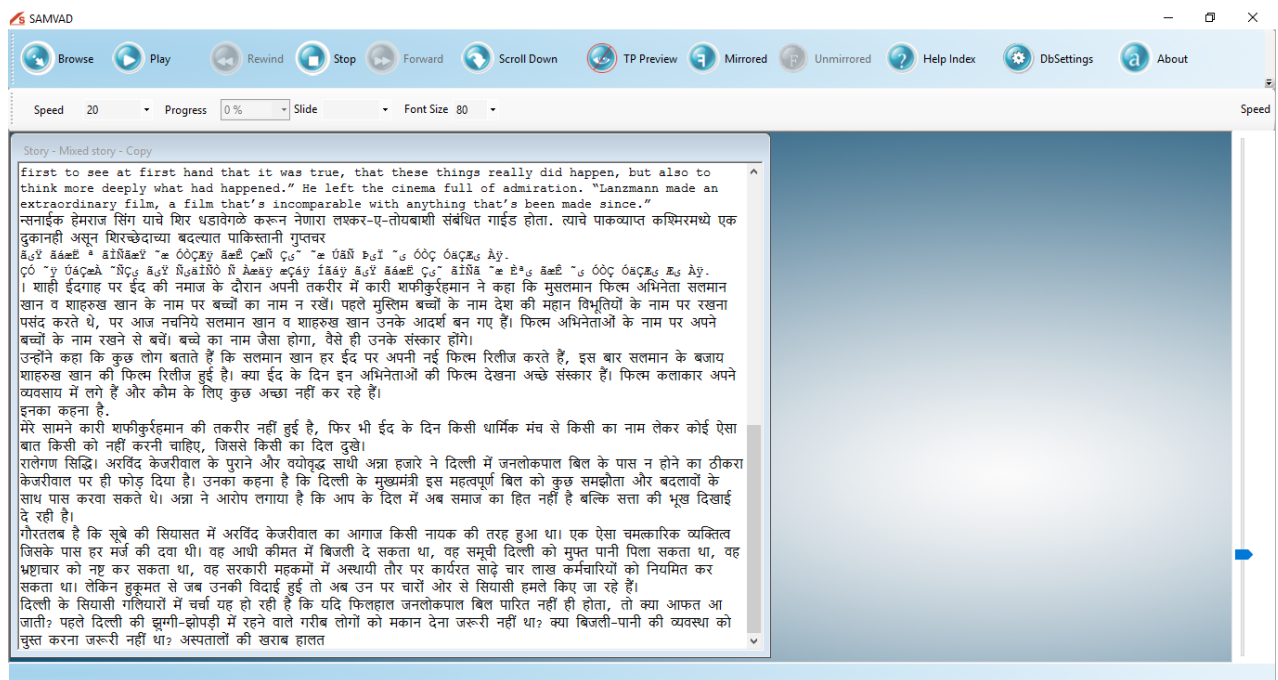 SAMVAD
Browse Play Rewind Stop Forward Scroll Down TP Preview Mirrored Unmirrored Help Index DbSettings About
Speed 20 Progress 0 % Slide Font Size 80 Speed
Story - Mixed story - Copy
first to see at first hand that it was true, that these things really did happen, but also to
think more deeply what had happened.” He left the cinema full of admiration. “Lanzmann made an
extraordinary film, a film that’s incomparable with anything that’s been made since.”
न्सनाईक हेमराज सिंग याचे शिर धडावेगळे करून नेणारा लश्कर-ए-तोयबाशी संबंधित गाईड होता. त्याचे पाकव्याप्त कश्मिरमध्ये एक
दुकानही असून शिरच्छेदाच्या बदल्यात पाकिस्तानी गुप्तचर
। शाही ईदगाह पर ईद की नमाज के दौरान अपनी तकरीर में कारी शफीकुर्रहमान ने कहा कि मुसलमान फिल्म अभिनेता सलमान
खान व शाहरुख खान के नाम पर बच्चों का नाम न रखें। पहले मुस्लिम बच्चों के नाम देश की महान विभूतियों के नाम पर रखना
पसंद करते थे, पर आज नचनिये सलमान खान व शाहरुख खान उनके आदर्श बन गए हैं। फिल्म अभिनेताओं के नाम पर अपने
बच्चों के नाम रखने से बचें। बच्चे का नाम जैसा होगा, वैसे ही उनके संस्कार होंगे।
उन्होंने कहा कि कुछ लोग बताते हैं कि सलमान खान हर ईद पर अपनी नई फिल्म रिलीज करते हैं, इस बार सलमान के बजाय
शाहरुख खान की फिल्म रिलीज हुई है। क्या ईद के दिन इन अभिनेताओं की फिल्म देखना अच्छे संस्कार हैं। फिल्म कलाकार अपने
व्यवसाय में लगे हैं और कौम के लिए कुछ अच्छा नहीं कर रहे हैं।
इनका कहना है.
मेरे सामने कारी शफीकुर्रहमान की तकरीर नहीं हुई है, फिर भी ईद के दिन किसी धार्मिक मंच से किसी का नाम लेकर कोई ऐसा
बात किसी को नहीं करनी चाहिए, जिससे किसी का दिल दुखे।
रालेगण सिद्धि। अरविंद केजरीवाल के पुराने और वयोवृद्ध साथी अन्ना हजारे ने दिल्ली में जनलोकपाल बिल के पास न होने का ठीकरा
केजरीवाल पर ही फोड़ दिया है। उनका कहना है कि दिल्ली के मुख्यमंत्री इस महत्वपूर्ण बिल को कुछ समझौता और बदलावों के
साथ पास करवा सकते थे। अन्ना ने आरोप लगाया है कि आप के दिल में अब समाज का हित नहीं है बल्कि सत्ता की भूख दिखाई
दे रही है।
गौरतलब है कि सूबे की सियासत में अरविंद केजरीवाल का आगाज किसी नायक की तरह हुआ था। एक ऐसा चमत्कारिक व्यक्तित्व
जिसके पास हर मर्ज की दवा थी। वह आधी कीमत में बिजली दे सकता था, वह समूची दिल्ली को मुफ्त पानी पिला सकता था, वह
भ्रष्टाचार को नष्ट कर सकता था, वह सरकारी महकमों में अस्थायी तौर पर कार्यरत साढ़े चार लाख कर्मचारियों को नियमित कर
सकता था। लेकिन हुकूमत से जब उनकी विदाई हुई तो अब उन पर चारों ओर से सियासी हमले किए जा रहे हैं।
दिल्ली के सियासी गलियारों में चर्चा यह हो रही है कि यदि फिलहाल जनलोकपाल बिल पारित नहीं ही होता, तो क्या आफत आ
जाती? पहले दिल्ली की झुग्गी-झोपड़ी में रहने वाले गरीब लोगों को मकान देना जरूरी नहीं था? क्या बिजली-पानी की व्यवस्था को
चुस्त करना जरूरी नहीं था? अस्पतालों की खराब हालत